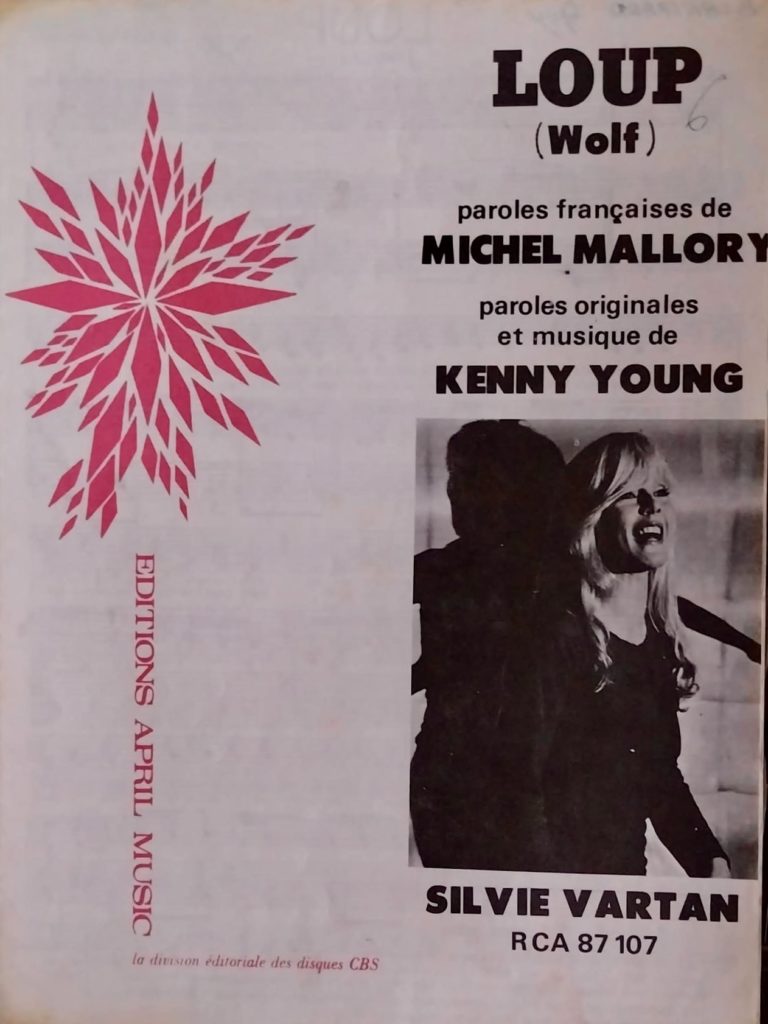 LOUP
(Wolf)
paroles françaises de
MICHEL MALLORY
paroles originales
et musique de
KENNY YOUNG
EDITIONS APRIL MUSIC
la division éditoriale des disques CBS
SILVIE VARTAN
RCA 87 107